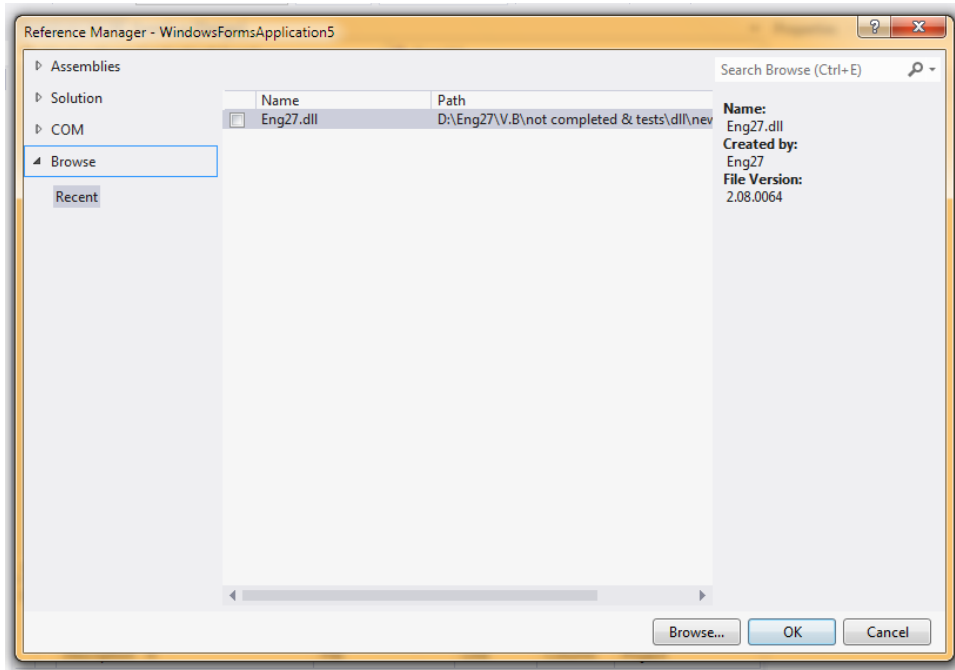 Reference Manager - WindowsFormsApplication5
Assemblies
Solution
COM
Browse
Recent
Name Path
Eng27.dll D:\Eng27\V.B\not completed & tests\dll\new
Search Browse (Ctrl+E)
Name:
Eng27.dll
Created by:
Eng27
File Version:
2.08.0064
Browse... OK Cancel